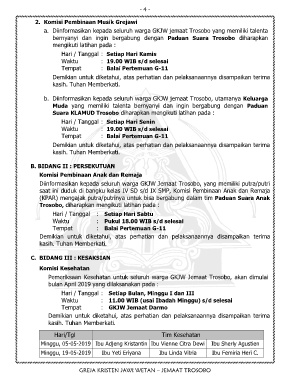 - 4 -
2. Komisi Pembinaan Musik Grejawi
a. Diinformasikan kepada seluruh warga GKJW jemaat Trosobo yang memiliki talenta
bernyanyi dan ingin bergabung dengan Paduan Suara Trosobo diharapkan
mengikuti latihan pada :
Hari / Tanggal : Setiap Hari Kamis
Waktu : 19.00 WIB s/d selesai
Tempat : Balai Pertemuan G-11
Demikian untuk diketahui, atas perhatian dan pelaksanaannya disampaikan terima
kasih. Tuhan Memberkati.
b. Diinformasikan kepada seluruh warga GKJW jemaat Trosobo, utamanya Keluarga
Muda yang memiliki talenta bernyanyi dan ingin bergabung dengan Paduan
Suara KLAMUD Trosobo diharapkan mengikuti latihan pada :
Hari / Tanggal : Setiap Hari Senin
Waktu : 19.00 WIB s/d selesai
Tempat : Balai Pertemuan G-11
Demikian untuk diketahui, atas perhatian dan pelaksanaannya disampaikan terima
kasih. Tuhan Memberkati.
B. BIDANG II : PERSEKUTUAN
Komisi Pembinaan Anak dan Remaja
Diinformasikan kepada seluruh warga GKJW Jemaat Trosobo, yang memiliki putra/putri
saat ini duduk di bangku kelas IV SD s/d IX SMP, Komisi Pembinaan Anak dan Remaja
(KPAR) mengajak putra/putrinya untuk bisa bergabung dalam tim Paduan Suara Anak
Trosobo, diharapkan mengikuti latihan pada :
Hari / Tanggal : Setiap Hari Sabtu
Waktu : Pukul 18.00 WIB s/d selesai
Tempat : Balai Pertemuan G-11
Demikian untuk diketahui, atas perhatian dan pelaksanaannya disampaikan terima kasih.
Tuhan Memberkati.
C. BIDANG III : KESAKSIAN
Komisi Kesehatan
Pemeriksaan Kesehatan untuk seluruh warga GKJW Jemaat Trosobo, akan dimulai
bulan April 2019 yang dilaksanakan pada :
Hari / Tanggal : Setiap Bulan, Minggu I dan III
Waktu : 11.00 WIB (usai Ibadah Minggu) s/d selesai
Tempat : GKJW Jemaat Darmo
Demikian untuk diketahui, atas perhatian dan pelaksanaannya disampaikan terima
kasih. Tuhan Memberkati.
Hari/Tgl Tim Kesehatan
Minggu, 05-05-2019 Ibu Adjeng Kristantin Ibu Vienne Citra Dewi Ibu Sherly Agustien
Minggu, 19-05-2019 Ibu Yeti Eriyana Ibu Linda Vilria Ibu Femiria Heri C.
GREJA KRISTEN JAWI WETAN – JEMAAT TROSOBO